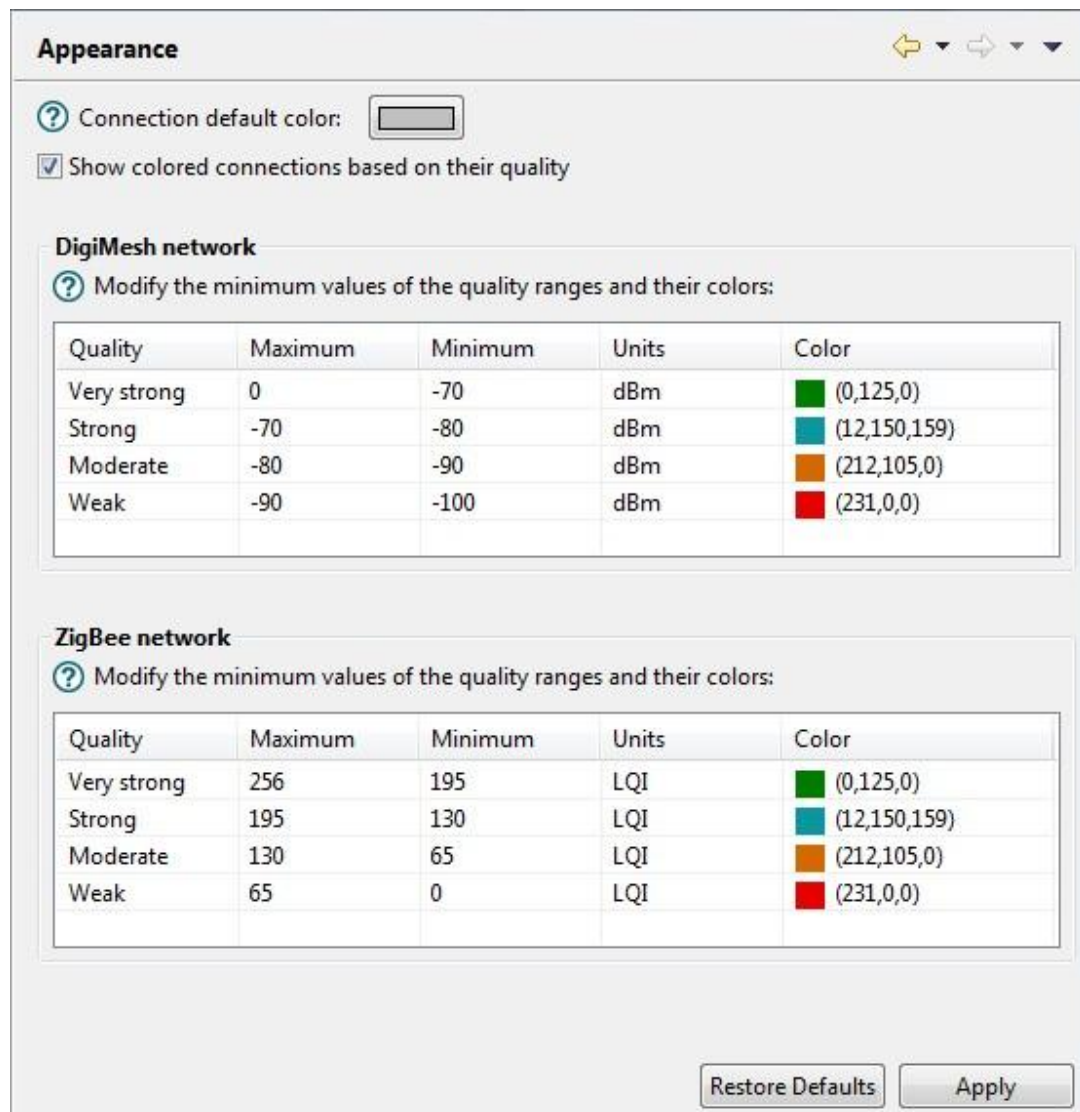 Appearance
Connection default color:
Show colored connections based on their quality
DigiMesh network
Modify the minimum values of the quality ranges and their colors:
Quality Maximum Minimum Units Color
Very strong 0 -70 dBm (0,125,0)
Strong -70 -80 dBm (12,150,159)
Moderate -80 -90 dBm (212,105,0)
Weak -90 -100 dBm (231,0,0)
ZigBee network
Modify the minimum values of the quality ranges and their colors:
Quality Maximum Minimum Units Color
Very strong 256 195 LQI (0,125,0)
Strong 195 130 LQI (12,150,159)
Moderate 130 65 LQI (212,105,0)
Weak 65 0 LQI (231,0,0)
Restore Defaults Apply